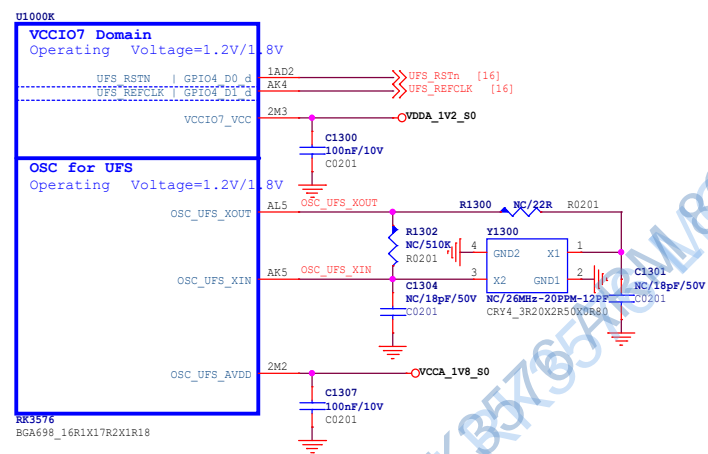 U1000K
VCCIO7 Domain
Operating Voltage=1.2V/1.8V
UFS_RSTN | GPIO4_D0_d 1AD2 UFS_RSTn [16]
UFS_REFCLK | GPIO4_D1_d AK4 UFS_REFCLK [16]
VCCIO7_VCC 2M3 VDDA_1V2_S0
C1300
100nF/10V
C0201
OSC for UFS
Operating Voltage=1.2V/1.8V
OSC_UFS_XOUT AL5 OSC_UFS_XOUT R1300 NC/22R R0201
R1302
NC/510K
R0201
Y1300
4 GND2 X1 1
3 X2 GND1 2
NC/26MHz-20PPM-12PF
CRY4_3R20X2R50X0R80
C1301
NC/18pF/50V
C0201
OSC_UFS_XIN AK5 OSC_UFS_XIN
C1304
NC/18pF/50V
C0201
OSC_UFS_AVDD 2M2 VCCA_1V8_S0
C1307
100nF/10V
C0201
RK3576
BGA698_16R1X17R2X1R18